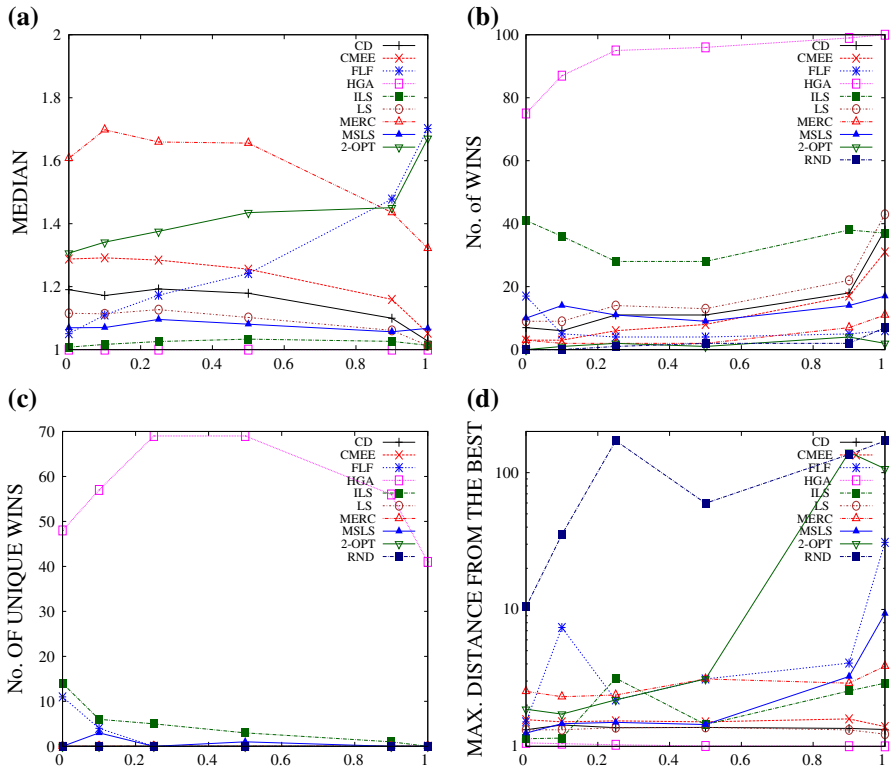 (a)
MEDIAN
2
1.8
1.6
1.4
1.2
1
0 0.2 0.4 0.6 0.8 1
CD
CMEE
FLF
HGA
ILS
LS
MERC
MSLS
2-OPT
(b)
No. of WINS
100
80
60
40
20
0
0 0.2 0.4 0.6 0.8 1
CD
CMEE
FLF
HGA
ILS
LS
MERC
MSLS
2-OPT
RND
(c)
No. OF UNIQUE WINS
70
60
50
40
30
20
10
0
0 0.2 0.4 0.6 0.8 1
CD
CMEE
FLF
HGA
ILS
LS
MERC
MSLS
2-OPT
RND
(d)
MAX. DISTANCE FROM THE BEST
100
10
1
0 0.2 0.4 0.6 0.8 1
CD
CMEE
FLF
HGA
ILS
LS
MERC
MSLS
2-OPT
RND